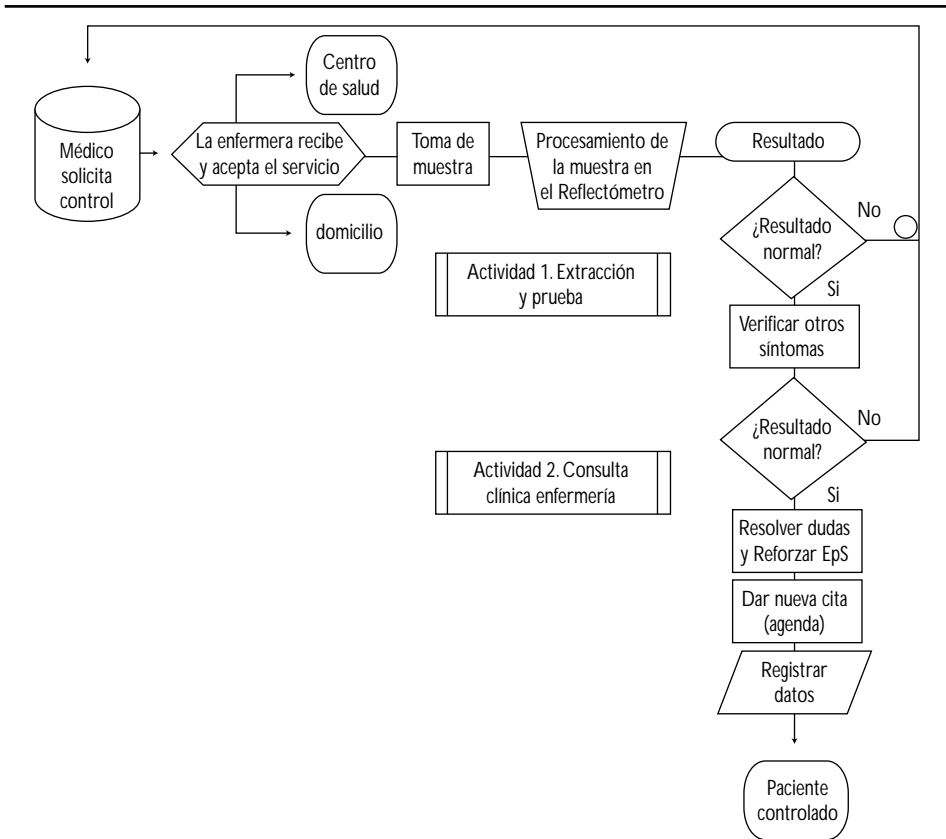 Centro
de salud
Médico
solicita
control
La enfermera recibe
y acepta el servicio
domicilio
Toma de
muestra
Procesamiento de
la muestra en
el Reflectómetro
Resultado
¿Resultado
normal?
No
Si
Actividad 1. Extracción
y prueba
Verificar otros
síntomas
¿Resultado
normal?
No
Si
Actividad 2. Consulta
clínica enfermería
Resolver dudas
y Reforzar EpS
Dar nueva cita
(agenda)
Registrar
datos
Paciente
controlado